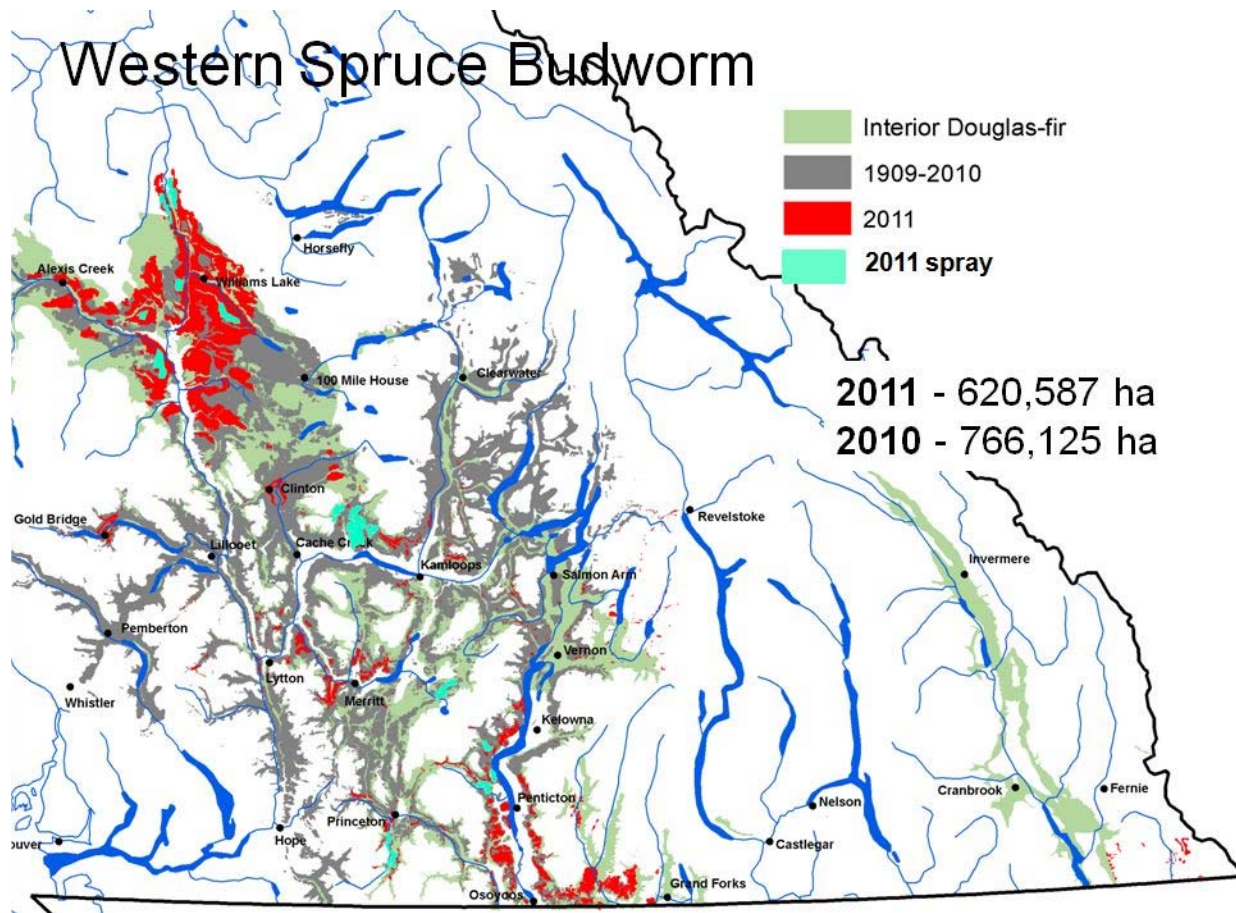 Western Spruce Budworm
Interior Douglas-fir
1909-2010
2011
2011 spray
2011 - 620,587 ha
2010 - 766,125 ha
Horsefly
Alexis Creek
Williams Lake
100 Mile House
Clearwater
Clinton
Gold Bridge
Lillooet
Cache Creek
Kamloops
Salmon Arm
Revelstoke
Invermere
Pemberton
Vernon
Lytton
Merritt
Whistler
Kelowna
Penticton
Princeton
Hope
ouver
Nelson
Castlegar
Cranbrook
Fernie
Osoyoos
Grand Forks